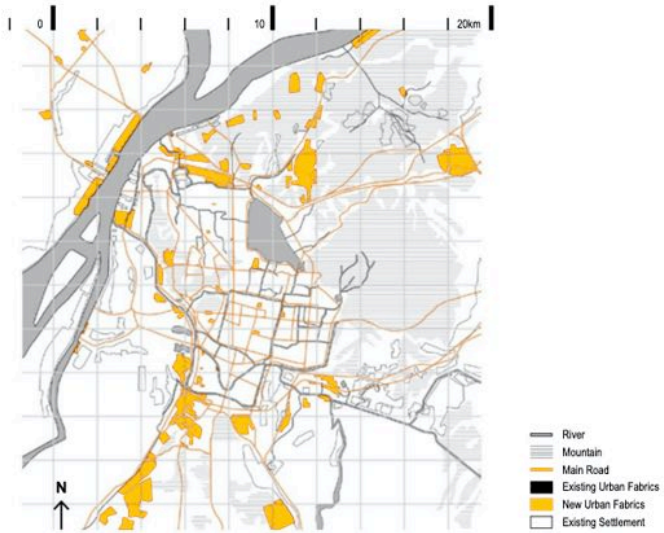 0 10 20km
N
River
Mountain
Main Road
Existing Urban Fabrics
New Urban Fabrics
Existing Settlement